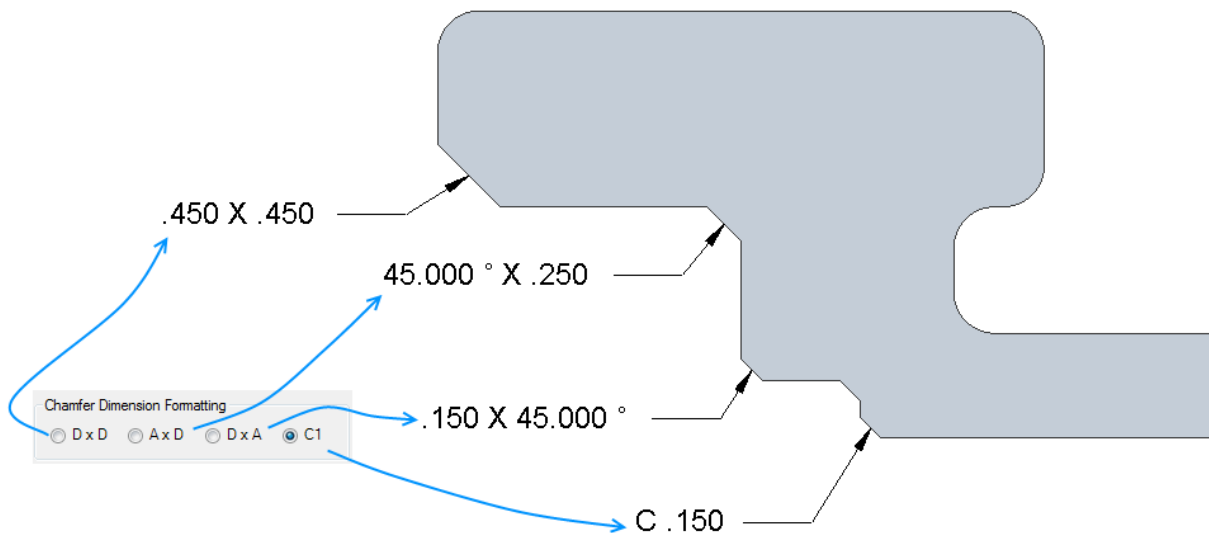 .450 X .450
45.000 ° X .250
Chamfer Dimension Formatting
D x D A x D D x A C1
.150 X 45.000 °
C .150